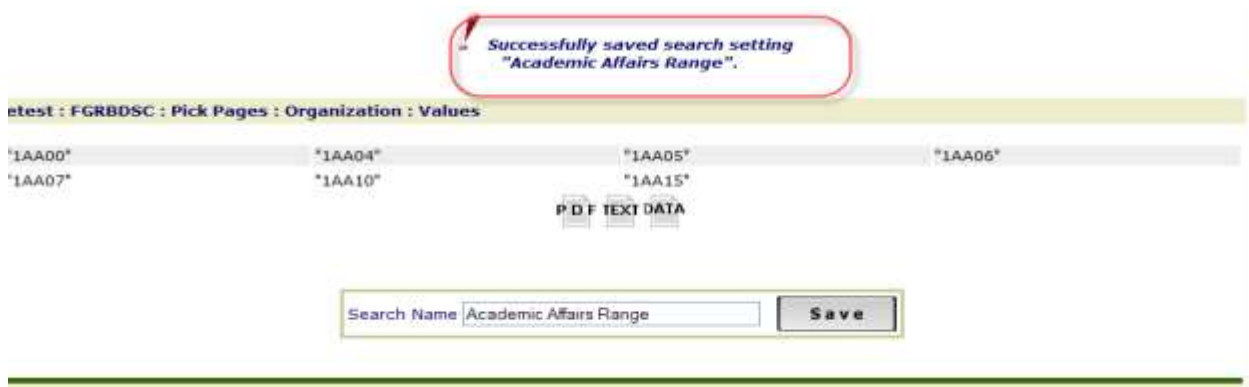 Successfully saved search setting
"Academic Affairs Range".
etest : FGRBDSC : Pick Pages : Organization : Values
"1AA00" "1AA04" "1AA05" "1AA06"
"1AA07" "1AA10" "1AA15"
PDF TEXT DATA
Search Name Academic Affairs Range Save